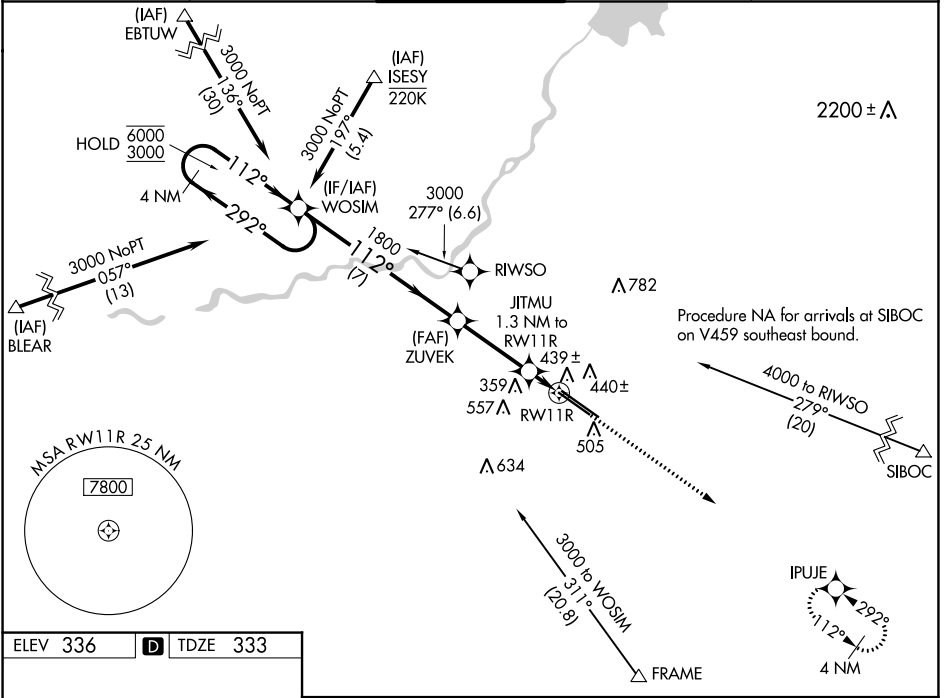 (IAF)
EBTUW
3000 NoPT
136°
(30)
(IAF)
ISESY
220K
3000 NoPT
197°
(5.4)
2200 ±
HOLD 6000
3000
4 NM
112°
292°
(IF/IAF)
WOSIM
3000
277° (6.6)
1800
112°
(7)
RIWSO
3000 NoPT
057°
(13)
(IAF)
BLEAR
782
JITMU
1.3 NM to
RW11R
(FAF)
ZUVEK
439 ±
440 ±
359
557
RW11R
505
634
Procedure NA for arrivals at SIBOC
on V459 southeast bound.
4000 to RIWSO
279°
(20)
SIBOC
MSA RW11R 25 NM
7800
3000 to WOSIM
311°
(20.8)
FRAME
IPUJE
292°
112°
4 NM
ELEV 336 D TDZE 333